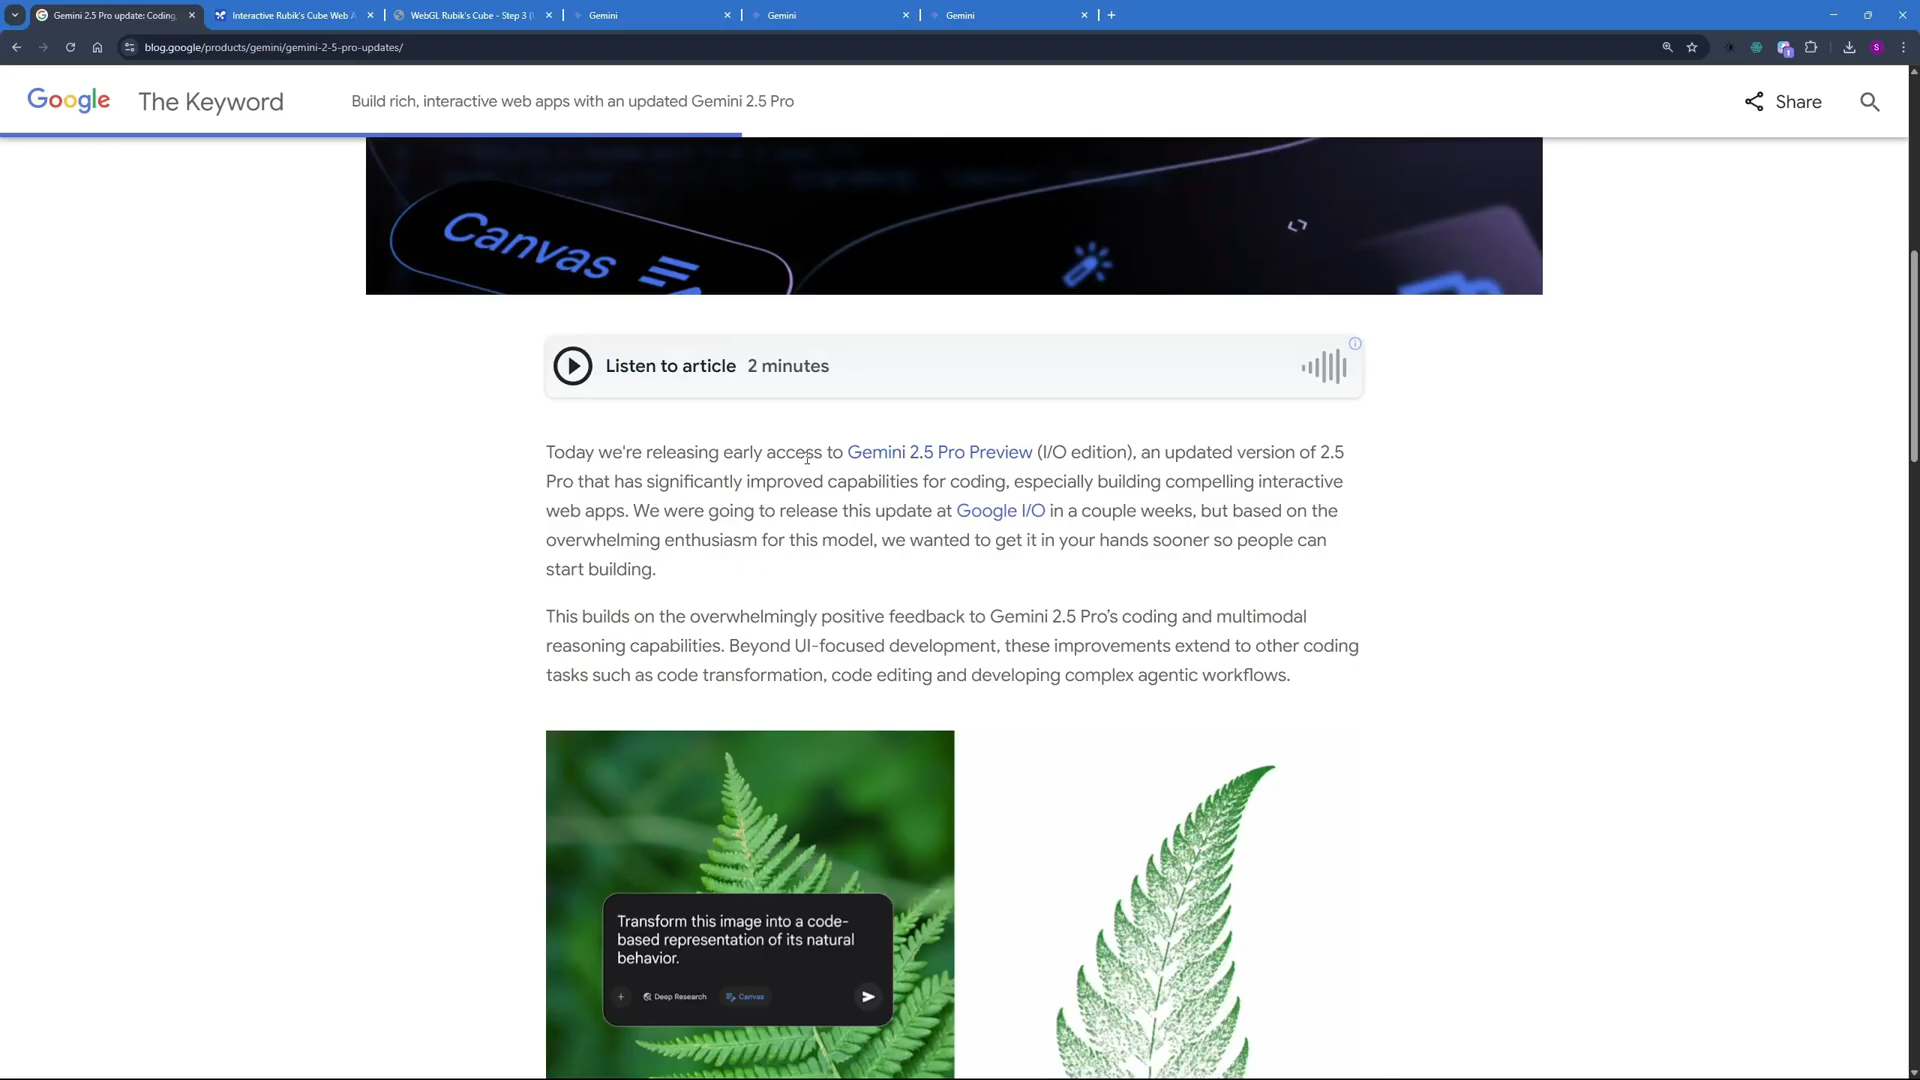 Gemini 2.5 Pro update: Coding,
Interactive Rubik's Cube Web A
WebGL Rubik's Cube - Step 3 (
Gemini
Gemini
Gemini
blog.google/products/gemini/gemini-2-5-pro-updates/
S
1
Google The Keyword
Build rich, interactive web apps with an updated Gemini 2.5 Pro
Share
Canvas
Listen to article 2 minutes
Today we're releasing early access to Gemini 2.5 Pro Preview (I/O edition), an updated version of 2.5
Pro that has significantly improved capabilities for coding, especially building compelling interactive
web apps. We were going to release this update at Google I/O in a couple weeks, but based on the
overwhelming enthusiasm for this model, we wanted to get it in your hands sooner so people can
start building.
This builds on the overwhelmingly positive feedback to Gemini 2.5 Pro’s coding and multimodal
reasoning capabilities. Beyond UI-focused development, these improvements extend to other coding
tasks such as code transformation, code editing and developing complex agentic workflows.
Transform this image into a code-
based representation of its natural
behavior.
+ Deep Research Canvas